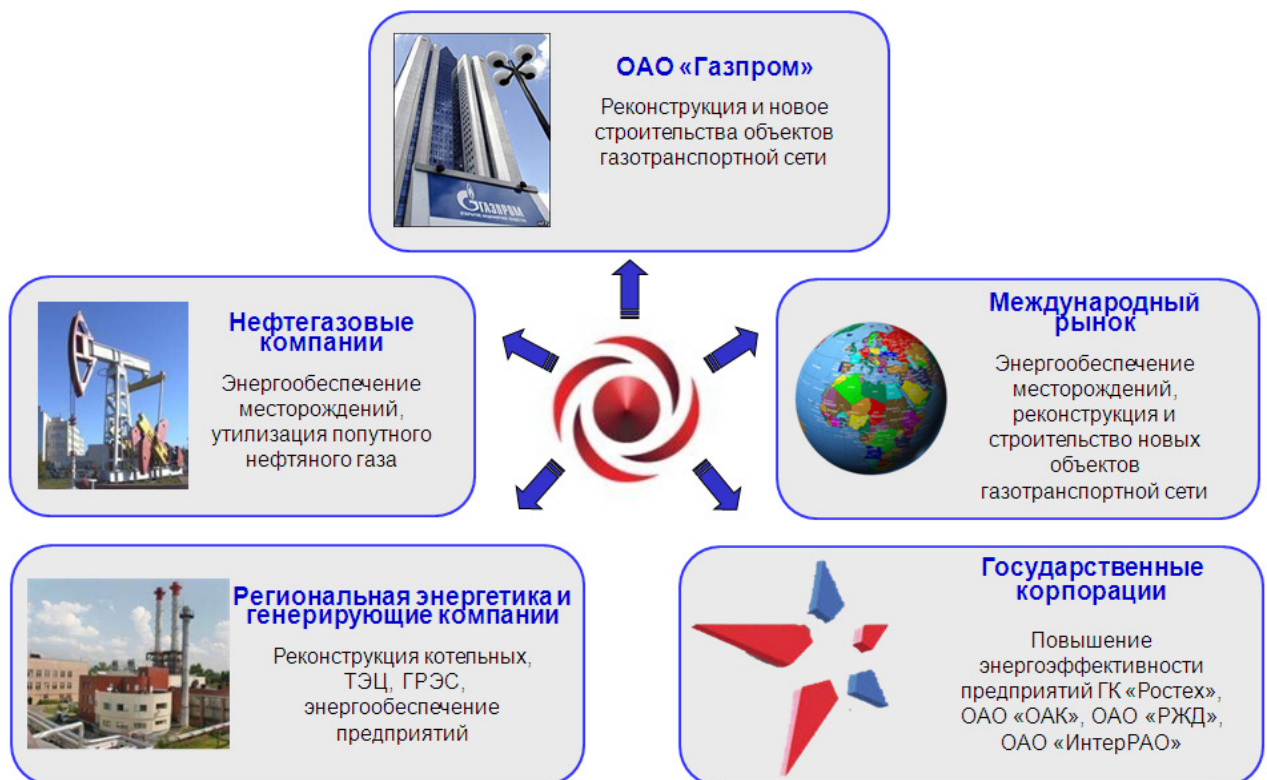 ОАО «Газпром»
Реконструкция и новое
строительства объектов
газотранспортной сети
ГАЗПРОМ
Нефтегазовые
компании
Энергообеспечение
месторождений,
утилизация попутного
нефтяного газа
Международный
рынок
Энергообеспечение
месторождений,
реконструкция и
строительство новых
объектов
газотранспортной сети
Региональная энергетика и
генерирующие компании
Реконструкция котельных,
ТЭЦ, ГРЭС,
энергообеспечение
предприятий
Государственные
корпорации
Повышение
энергоэффективности
предприятий ГК «Ростех»,
ОАО «ОАК», ОАО «РЖД»,
ОАО «ИнтерРАО»